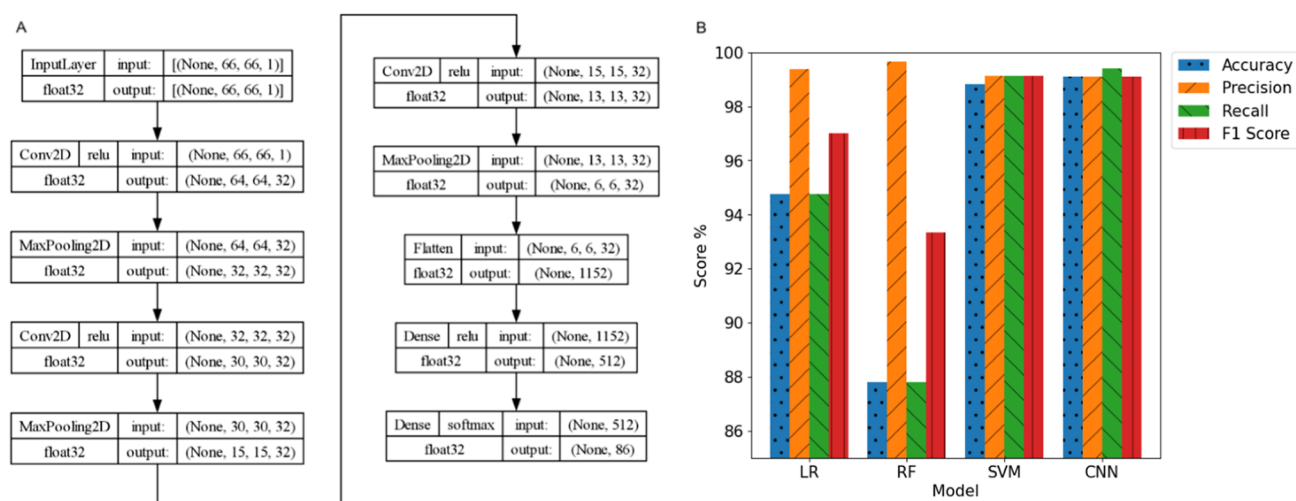 A
InputLayer input: [(None, 66, 66, 1)]
float32 output: [(None, 66, 66, 1)]
Conv2D relu input: (None, 66, 66, 1)
float32 output: (None, 64, 64, 32)
MaxPooling2D input: (None, 64, 64, 32)
float32 output: (None, 32, 32, 32)
Conv2D relu input: (None, 32, 32, 32)
float32 output: (None, 30, 30, 32)
MaxPooling2D input: (None, 30, 30, 32)
float32 output: (None, 15, 15, 32)
Conv2D relu input: (None, 15, 15, 32)
float32 output: (None, 13, 13, 32)
MaxPooling2D input: (None, 13, 13, 32)
float32 output: (None, 6, 6, 32)
Flatten input: (None, 6, 6, 32)
float32 output: (None, 1152)
Dense relu input: (None, 1152)
float32 output: (None, 512)
Dense softmax input: (None, 512)
float32 output: (None, 86)
B
100
98
96
94
92
90
88
86
Score %
LR RF SVM CNN
Model
Accuracy
Precision
Recall
F1 Score